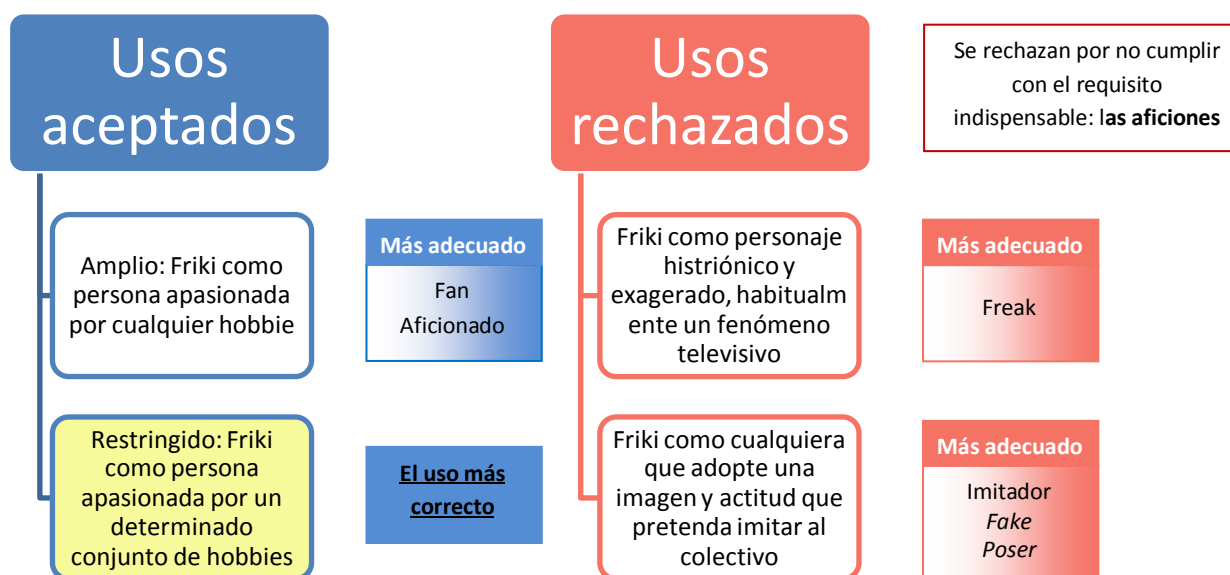 Usos
aceptados
Amplio: Friki como
persona apasionada
por cualquier hobbie
Más adecuado
Fan
Aficionado
Restringido: Friki
como persona
apasionada por un
determinado
conjunto de hobbies
El uso más
correcto
Usos
rechazados
Se rechazan por no cumplir
con el requisito
indispensable: las aficiones
Friki como personaje
histriónico y
exagerado, habitualm
ente un fenómeno
televisivo
Más adecuado
Freak
Friki como cualquiera
que adopte una
imagen y actitud que
pretenda imitar al
colectivo
Más adecuado
Imitador
Fake
Poser